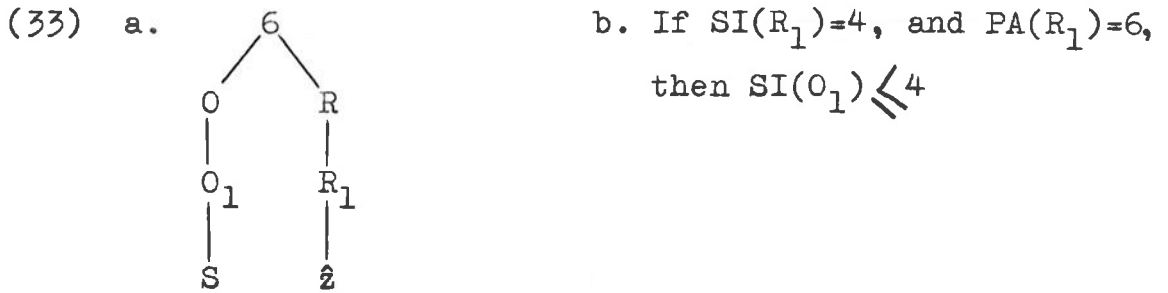 (33) a. 6 b. If SI(R₁)=4, and PA(R₁)=6,
then SI(O₁)≤4
O R
O₁ R₁
S ẑ